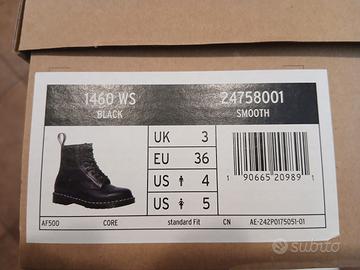 1460 WS
BLACK
24758001
SMOOTH
UK 3
EU 36
US 4
US 5
1 90665 20989 1
AF500
CORE
standard Fit
CN
AE-242P0175051-01
subito